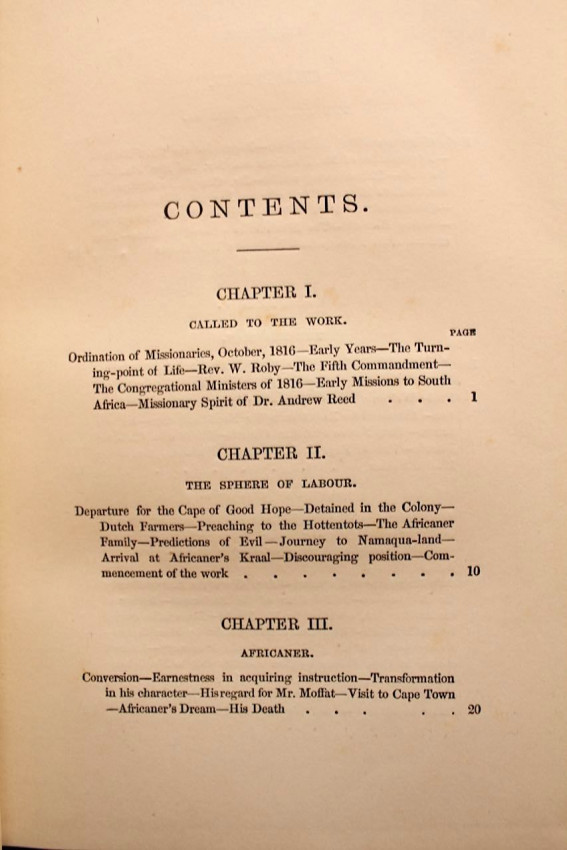 CONTENTS.
CHAPTER I.
CALLED TO THE WORK.
PAGE
Ordination of Missionaries, October, 1816—Early Years—The Turn-
ing-point of Life—Rev. W. Roby—The Fifth Commandment—
The Congregational Ministers of 1816—Early Missions to South
Africa—Missionary Spirit of Dr. Andrew Reed . . . 1
CHAPTER II.
THE SPHERE OF LABOUR.
Departure for the Cape of Good Hope—Detained in the Colony—
Dutch Farmers—Preaching to the Hottentots—The Africaner
Family—Predictions of Evil—Journey to Namaqua-land—
Arrival at Africaner's Kraal—Discouraging position—Com-
mencement of the work . . . . . . . . 10
CHAPTER III.
AFRICANER.
Conversion—Earnestness in acquiring instruction—Transformation
in his character—His regard for Mr. Moffat—Visit to Cape Town
—Africaner's Dream—His Death . . . . . 20